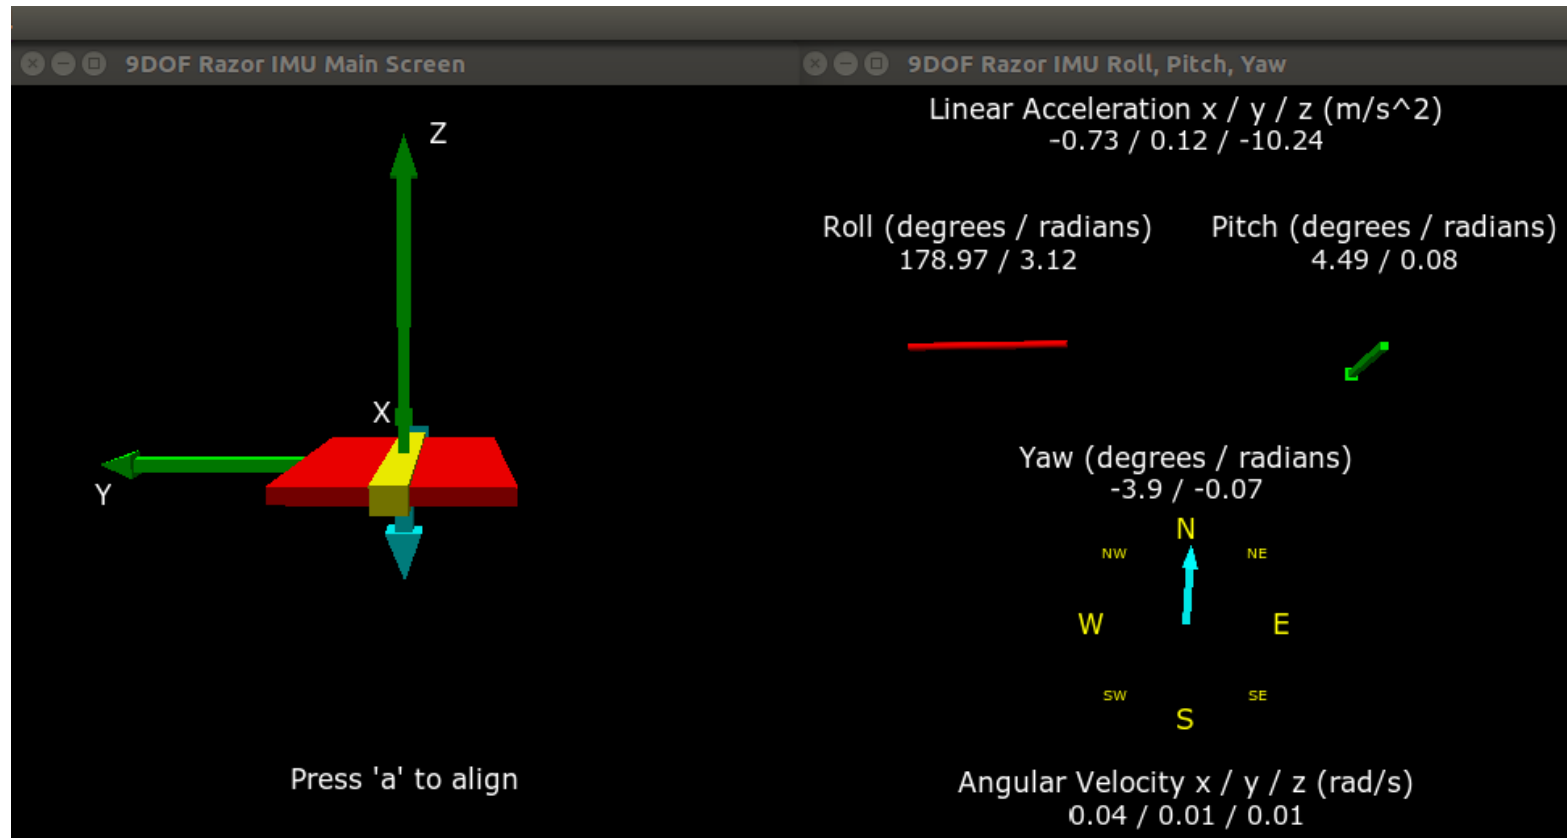 9DOF Razor IMU Main Screen
Z
X
Y
Press 'a' to align
9DOF Razor IMU Roll, Pitch, Yaw
Linear Acceleration x / y / z (m/s^2)
-0.73 / 0.12 / -10.24
Roll (degrees / radians)
178.97 / 3.12
Pitch (degrees / radians)
4.49 / 0.08
Yaw (degrees / radians)
-3.9 / -0.07
N
NW
NE
W
E
SW
SE
S
Angular Velocity x / y / z (rad/s)
0.04 / 0.01 / 0.01